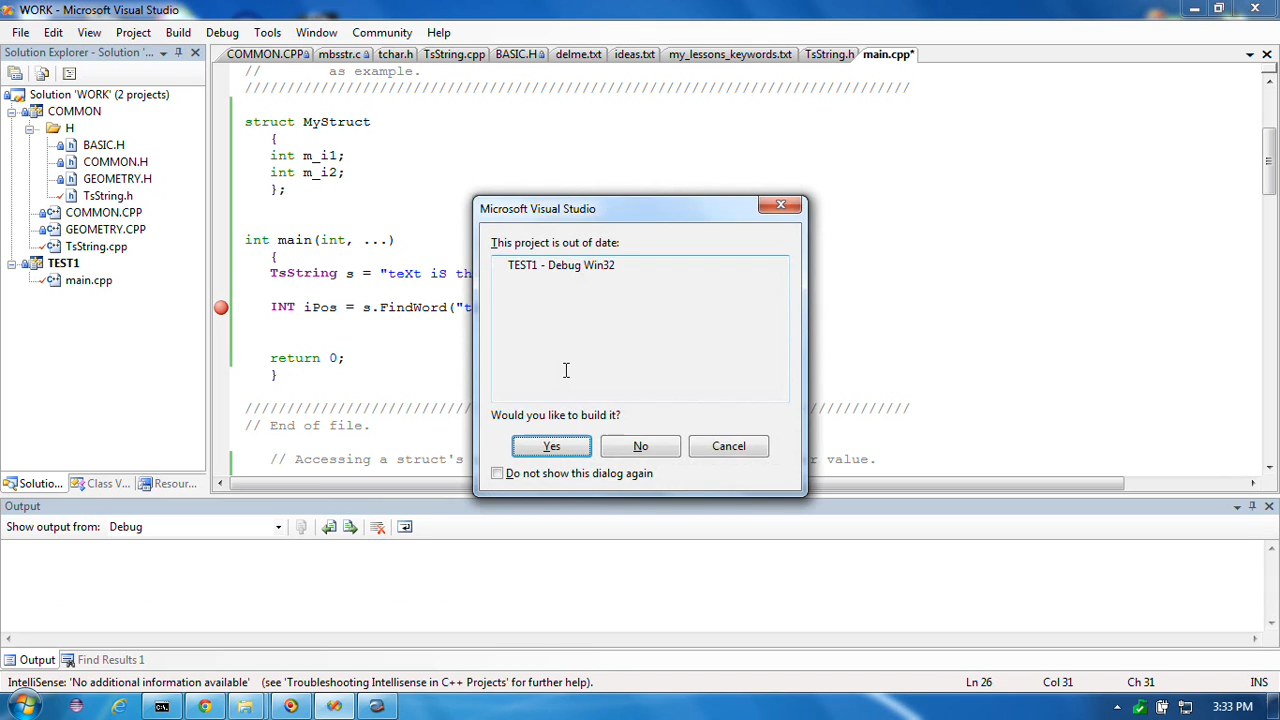 WORK - Microsoft Visual Studio
File Edit View Project Build Debug Tools Window Community Help
Solution Explorer - Solution '...
COMMON.CPP mbsstr.c tchar.h TsString.cpp BASIC.H delme.txt ideas.txt my_lessons_keywords.txt TsString.h main.cpp*
Solution 'WORK' (2 projects)
COMMON
H
BASIC.H
COMMON.H
GEOMETRY.H
TsString.h
COMMON.CPP
GEOMETRY.CPP
TsString.cpp
TEST1
main.cpp
// as example.
////////////////////////////////////////////////////////////////////////////////
struct MyStruct
{
int m_i1;
int m_i2;
};
int main(int, ...)
{
TsString s = "teXt iS th
INT iPos = s.FindWord("t
return 0;
}
////////////////////////////////////////////////////////////////////////////////
// End of file.
// Accessing a struct's r value.
Microsoft Visual Studio
This project is out of date:
TEST1 - Debug Win32
Would you like to build it?
Yes No Cancel
Do not show this dialog again
Solutio... Class V... Resour...
Output
Show output from: Debug
Output Find Results 1
IntelliSense: 'No additional information available' (see 'Troubleshooting Intellisense in C++ Projects' for further help). Ln 26 Col 31 Ch 31 INS
3:33 PM